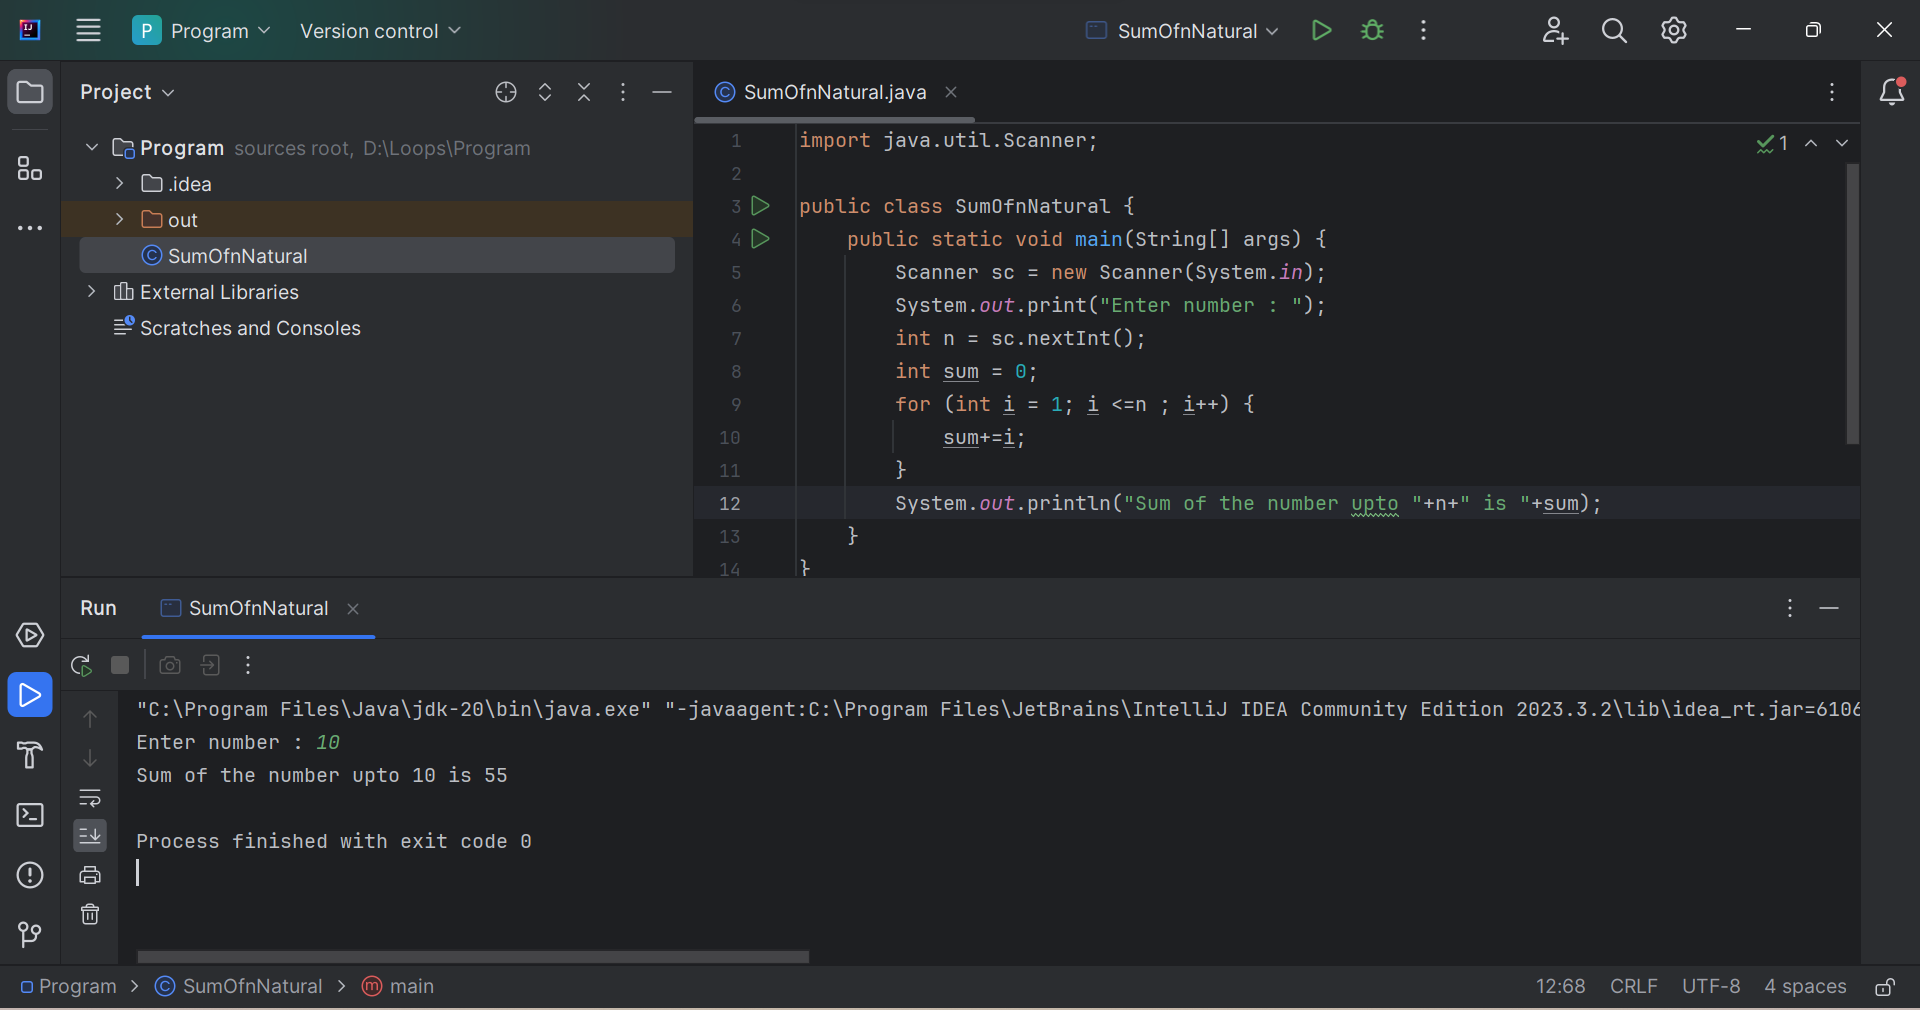 P Program Version control SumOfnNatural
Project
SumOfnNatural.java
Program sources root, D:\Loops\Program
.idea
out
SumOfnNatural
External Libraries
Scratches and Consoles
1
1 import java.util.Scanner;
2
3 public class SumOfnNatural {
4 public static void main(String[] args) {
5 Scanner sc = new Scanner(System.in);
6 System.out.print("Enter number : ");
7 int n = sc.nextInt();
8 int sum = 0;
9 for (int i = 1; i <=n ; i++) {
10 sum+=i;
11 }
12 System.out.println("Sum of the number upto "+n+" is "+sum);
13 }
14 }
Run SumOfnNatural
"C:\Program Files\Java\jdk-20\bin\java.exe" "-javaagent:C:\Program Files\JetBrains\IntelliJ IDEA Community Edition 2023.3.2\lib\idea_rt.jar=6106
Enter number : 10
Sum of the number upto 10 is 55
Process finished with exit code 0
Program > SumOfnNatural > main 12:68 CRLF UTF-8 4 spaces